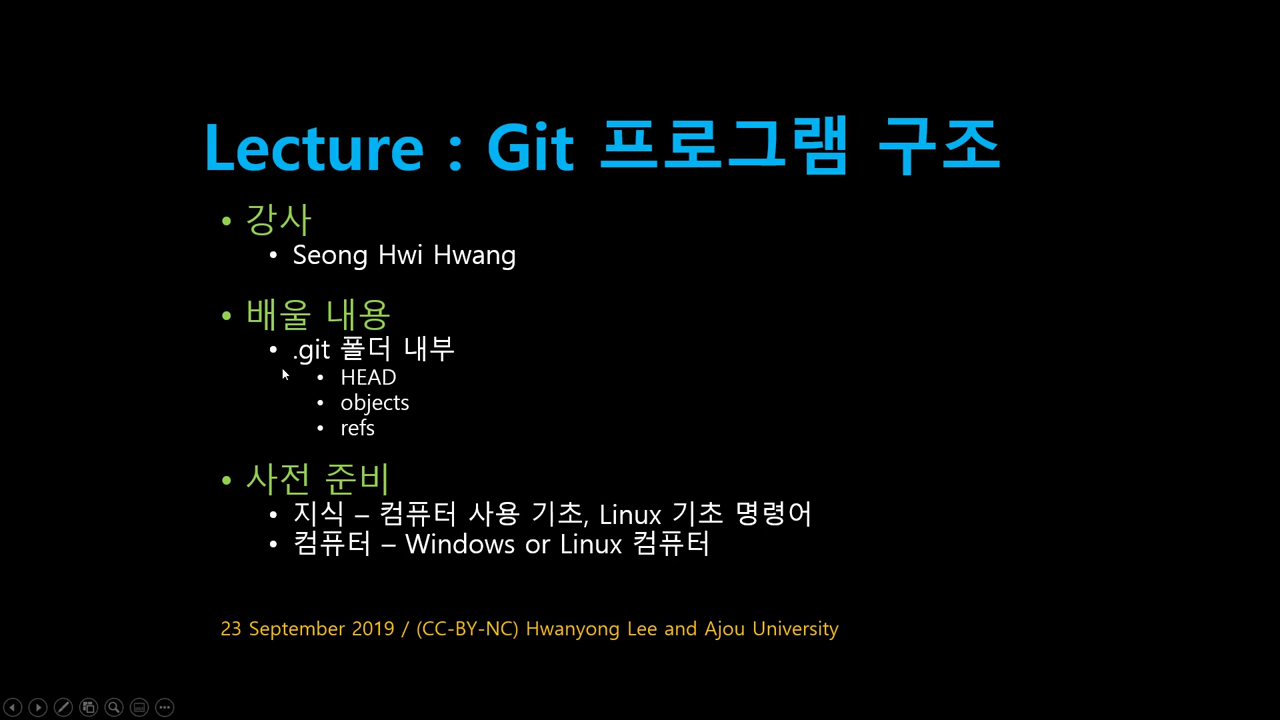 Lecture : Git 프로그램 구조
• 강사
• Seong Hwi Hwang
• 배울 내용
• .git 폴더 내부
• HEAD
• objects
• refs
• 사전 준비
• 지식 – 컴퓨터 사용 기초, Linux 기초 명령어
• 컴퓨터 – Windows or Linux 컴퓨터
23 September 2019 / (CC-BY-NC) Hwanyong Lee and Ajou University